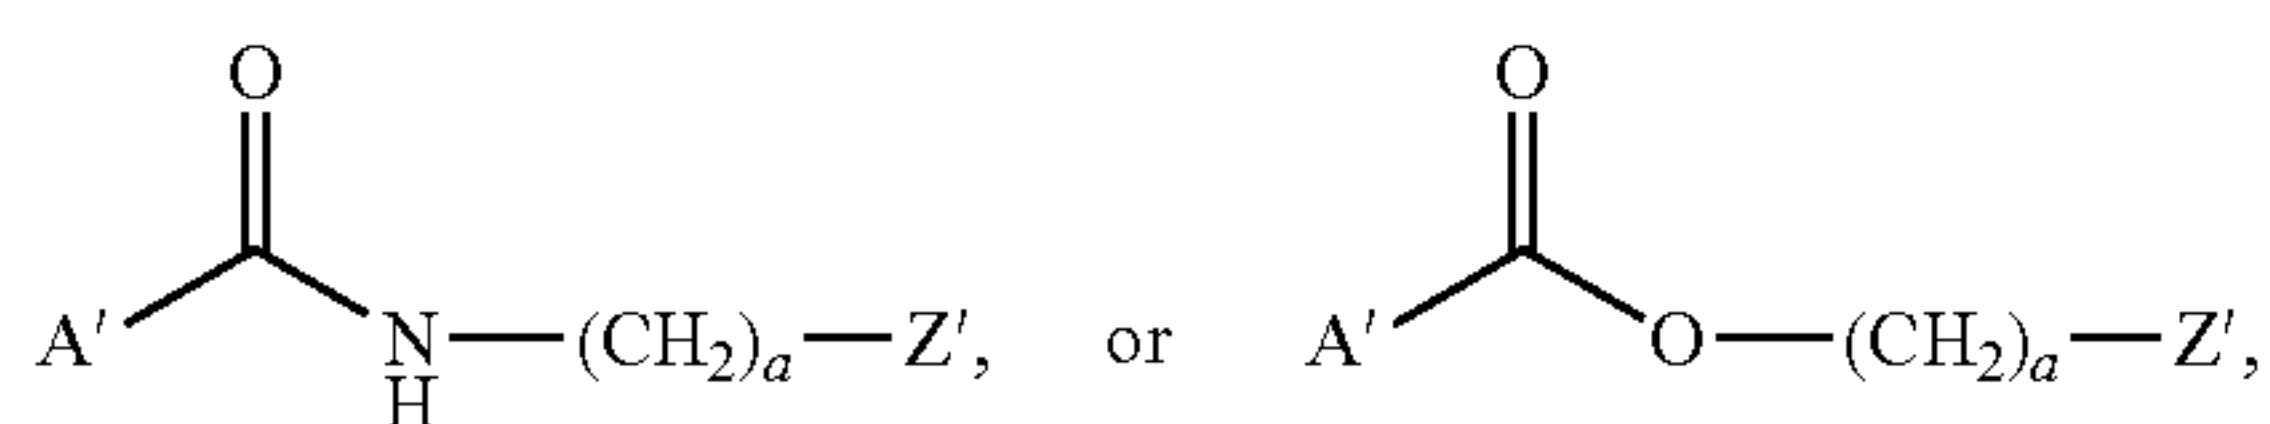 O O
A' N—(CH₂)ₐ—Z', or A' O—(CH₂)ₐ—Z',
H